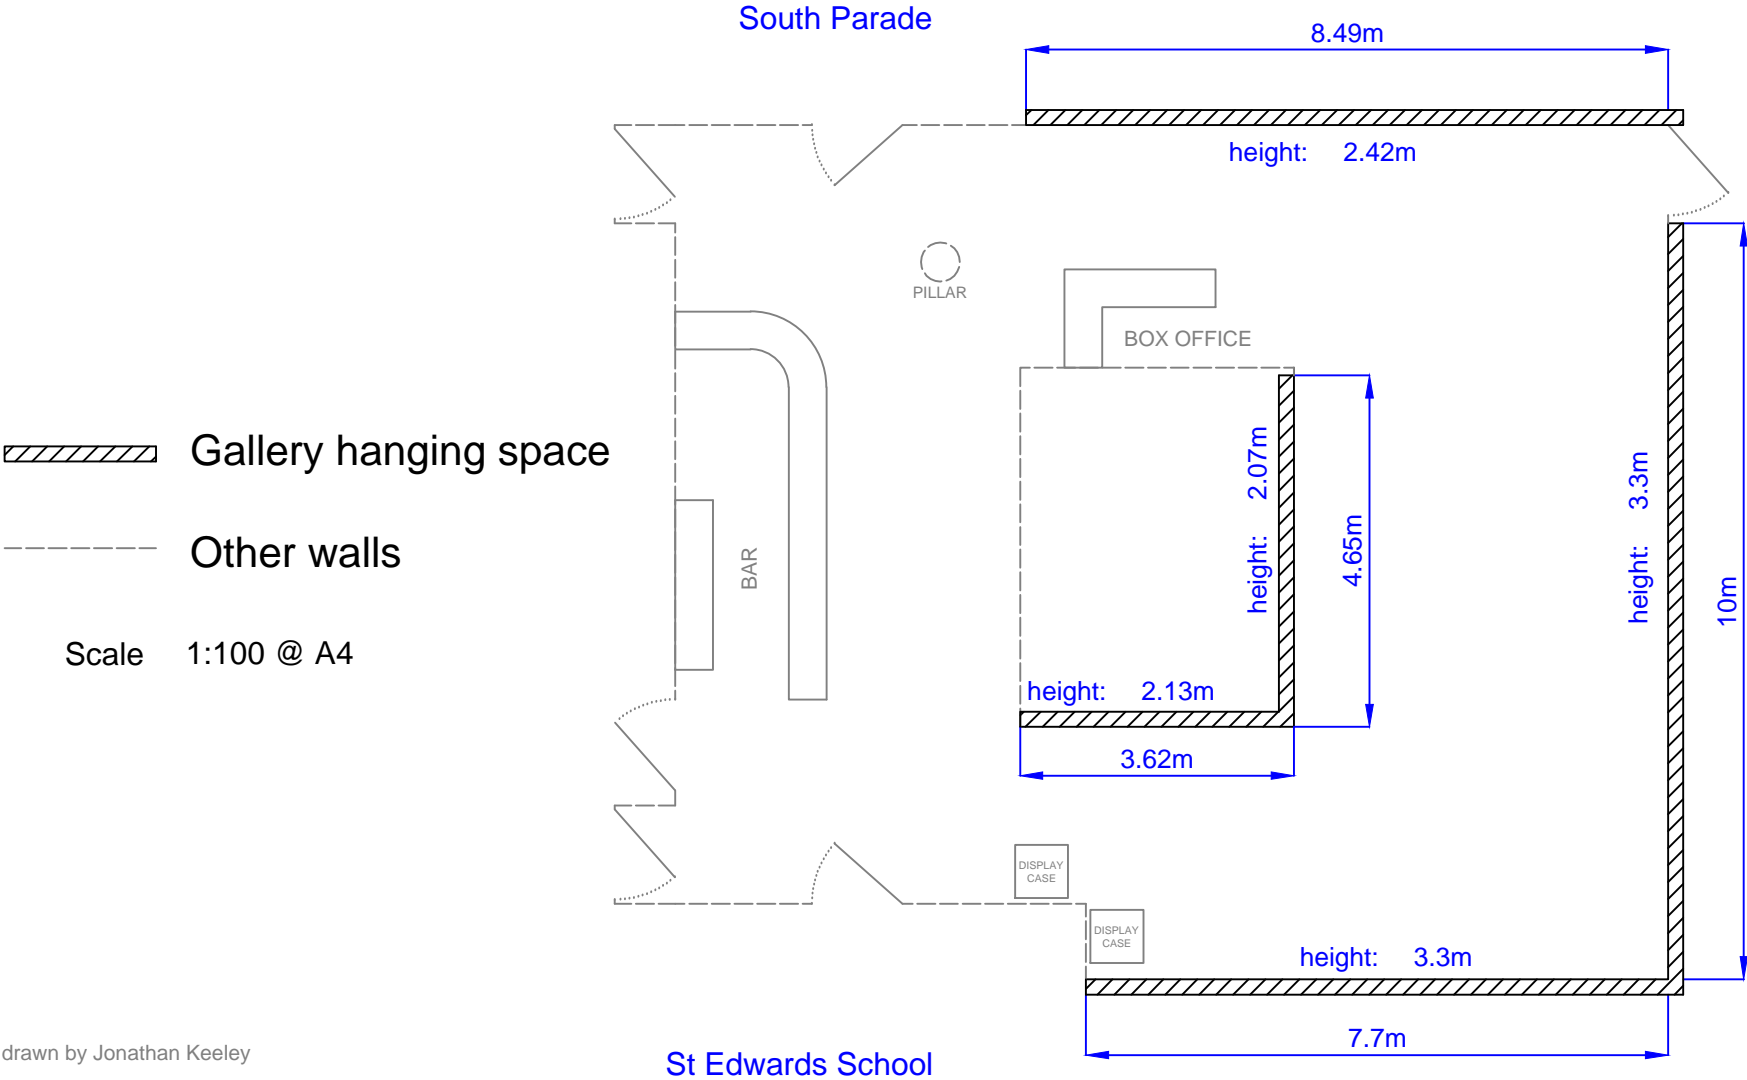 South Parade
8.49m
height: 2.42m
PILLAR
BOX OFFICE
Gallery hanging space
Other walls
Scale 1:100 @ A4
BAR
height: 2.07m
4.65m
height: 3.3m
10m
height: 2.13m
3.62m
DISPLAY
CASE
DISPLAY
CASE
height: 3.3m
7.7m
drawn by Jonathan Keeley
St Edwards School